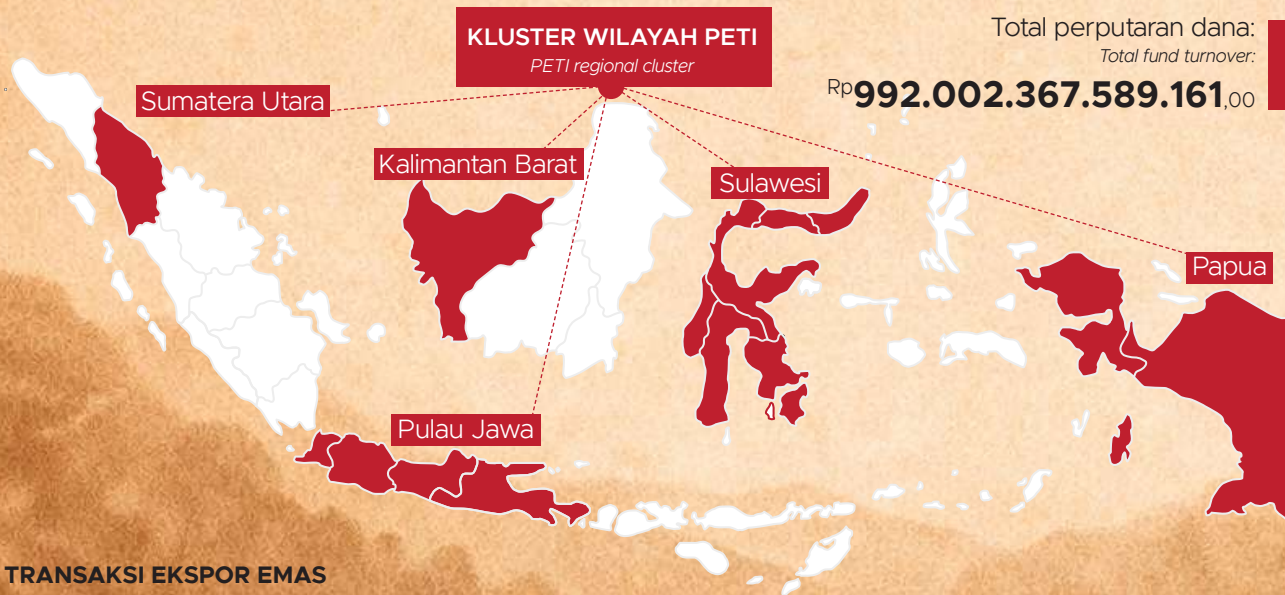 KLUSTER WILAYAH PETI
PETI regional cluster
Total perputaran dana:
Total fund turnover:
Rp992.002.367.589.161,00
Sumatera Utara
Kalimantan Barat
Sulawesi
Papua
Pulau Jawa
TRANSAKSI EKSPOR EMAS